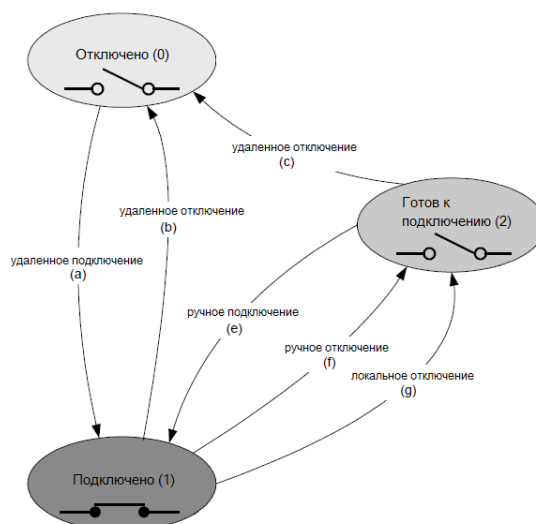 Отключено (0)
удаленное отключение
(c)
Готов к
подключению (2)
удаленное отключение
(b)
удаленное подключение
(a)
ручное подключение
(e)
ручное отключение
(f)
локальное отключение
(g)
Подключено (1)